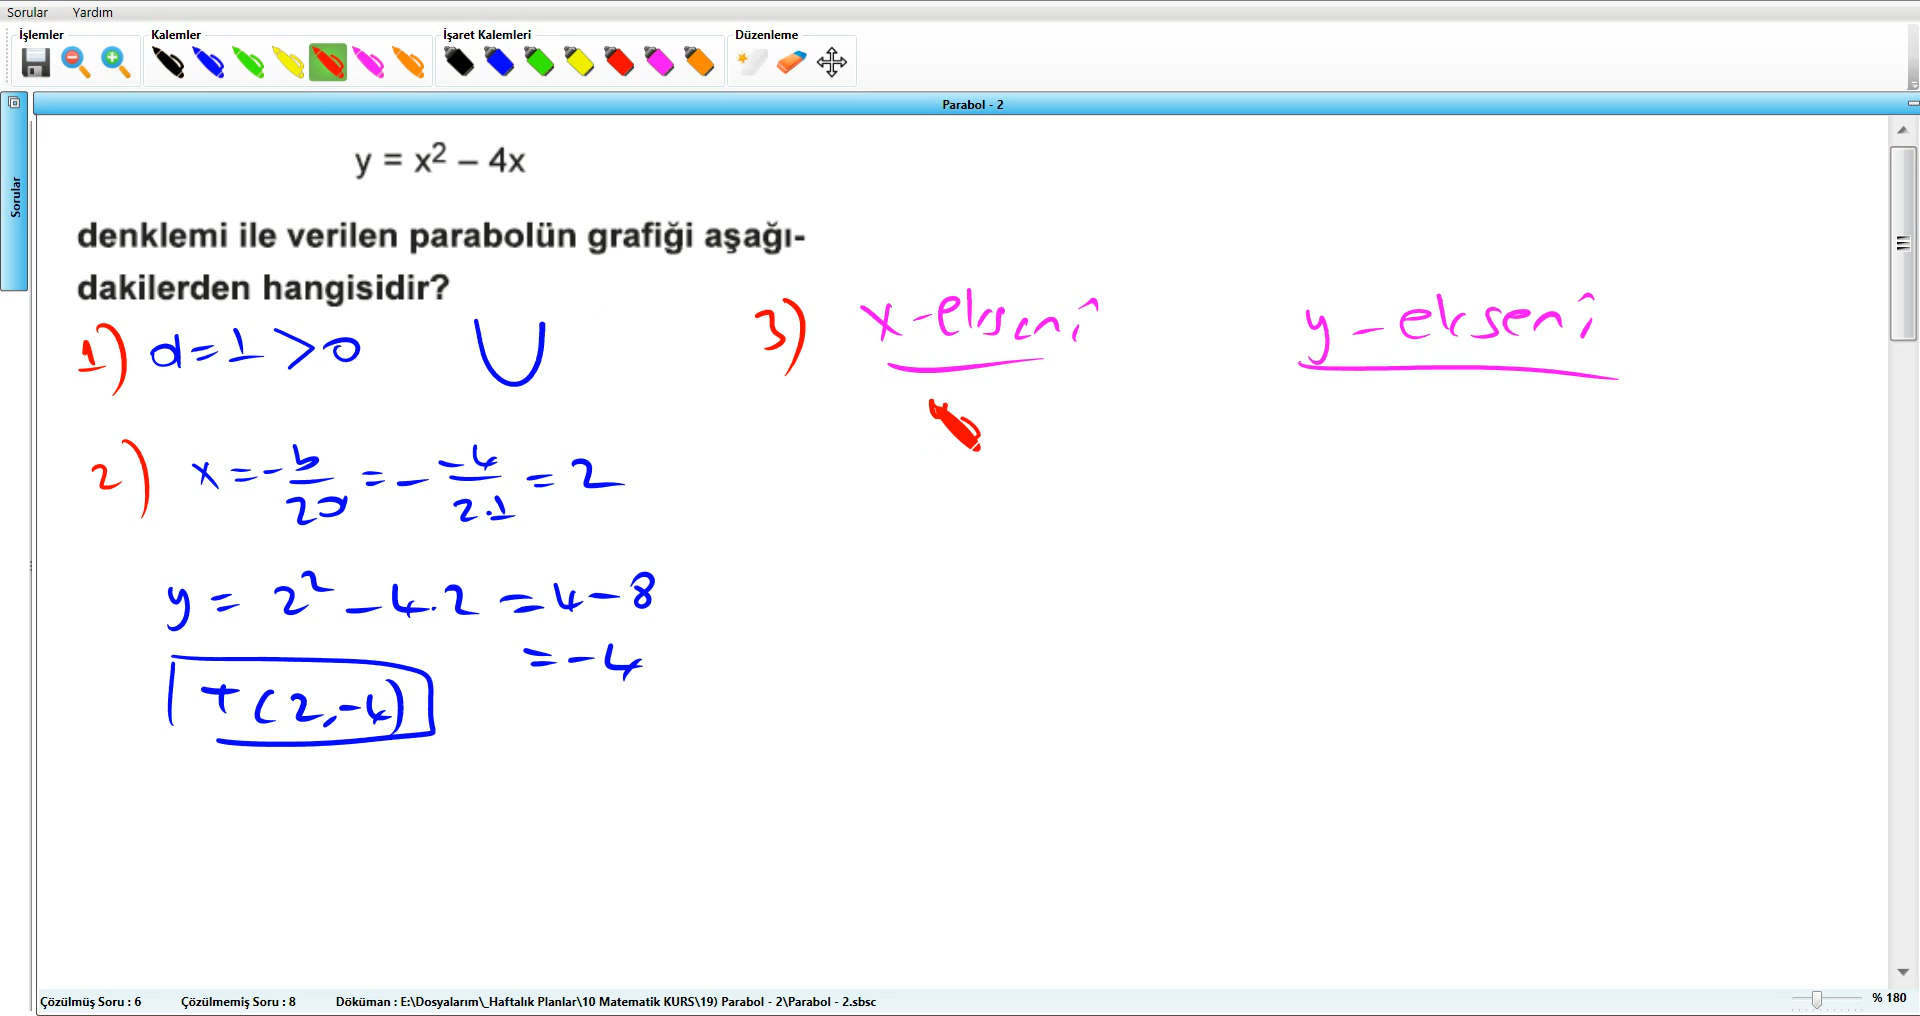 Sorular Yardım
İşlemler Kalemler İşaret Kalemleri Düzenleme
Parabol - 2
Sorular
y = x² – 4x
denklemi ile verilen parabolün grafiği aşağı-
dakilerden hangisidir?
1) a = 1 > 0
2) x = - b/2a = - -4/2.1 = 2
y = 2² - 4.2 = 4 - 8
= -4
T(2,-4)
3) x-ekseni y-ekseni
Çözülmüş Soru : 6 Çözülmemiş Soru : 8 Döküman : E:\Dosyalarım\_Haftalık Planlar\10 Matematik KURS\19) Parabol - 2\Parabol - 2.sbsc % 180